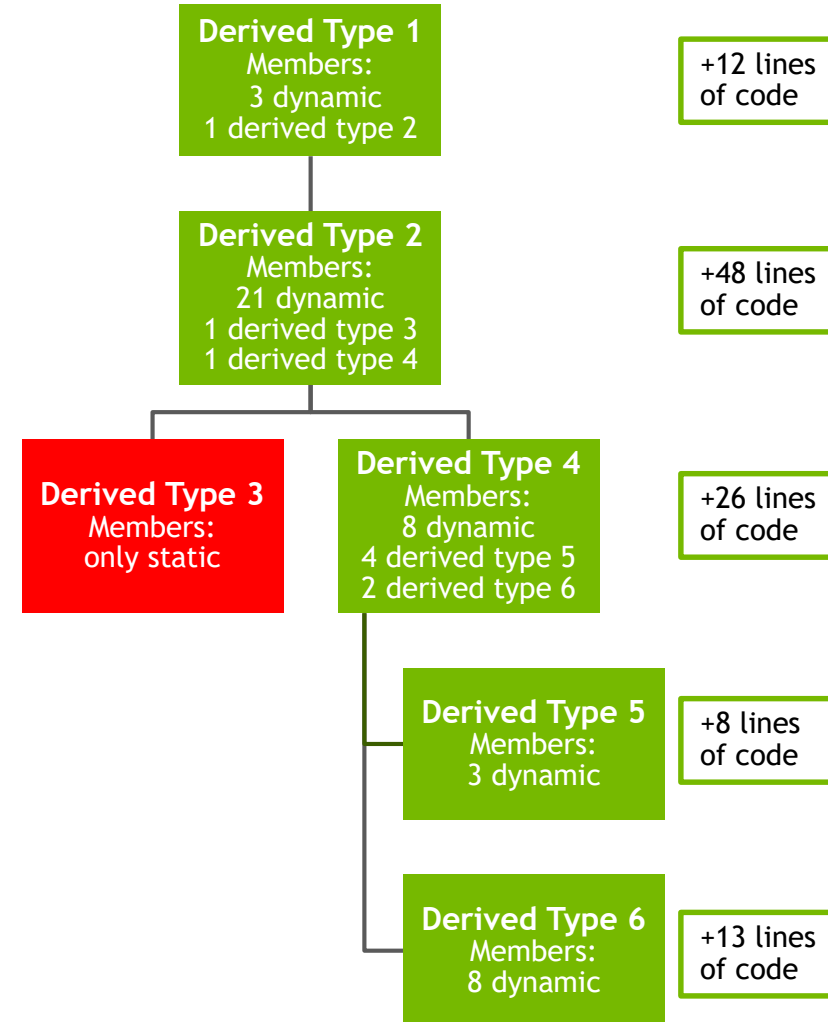 Derived Type 1
Members:
3 dynamic
1 derived type 2
+12 lines
of code
Derived Type 2
Members:
21 dynamic
1 derived type 3
1 derived type 4
+48 lines
of code
Derived Type 3
Members:
only static
Derived Type 4
Members:
8 dynamic
4 derived type 5
2 derived type 6
+26 lines
of code
Derived Type 5
Members:
3 dynamic
+8 lines
of code
Derived Type 6
Members:
8 dynamic
+13 lines
of code